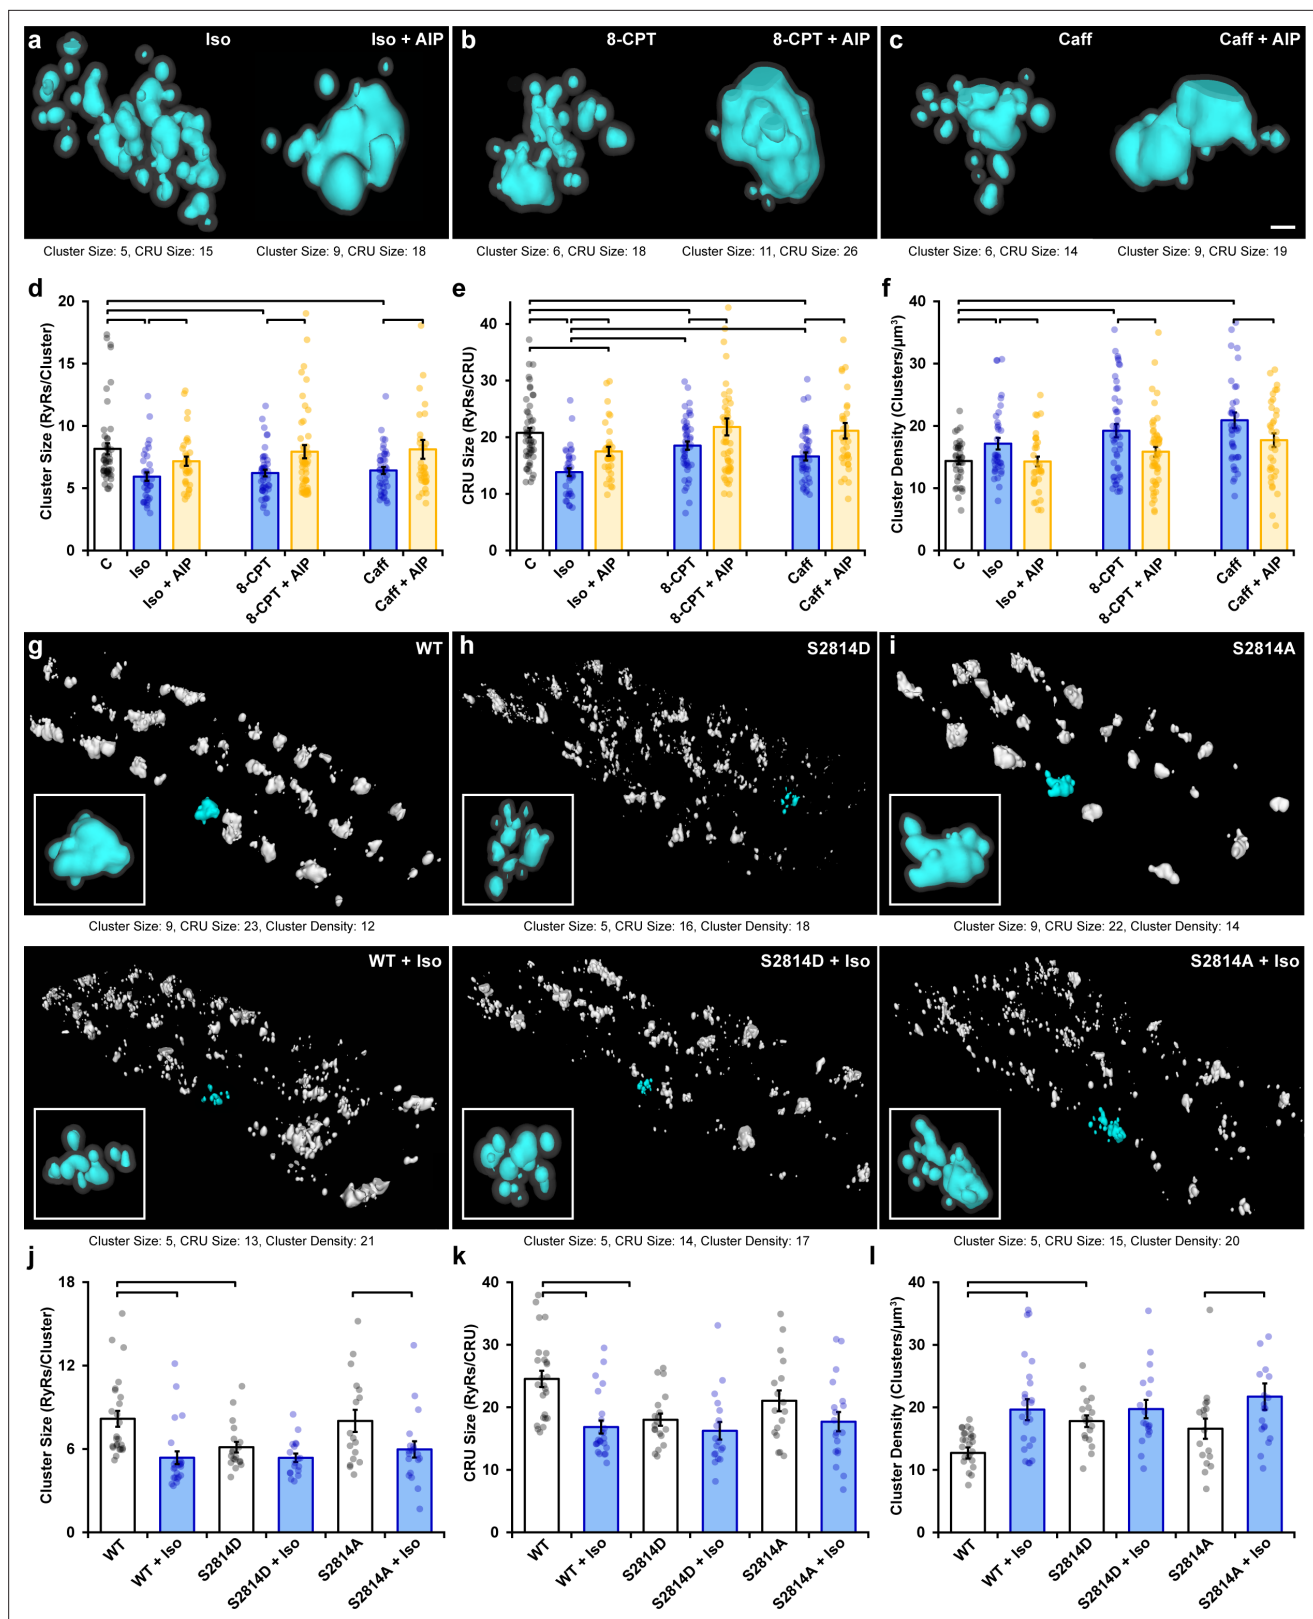 a Iso Iso + AIP
b 8-CPT 8-CPT + AIP
c Caff Caff + AIP
Cluster Size: 5, CRU Size: 15
Cluster Size: 9, CRU Size: 18
Cluster Size: 6, CRU Size: 18
Cluster Size: 11, CRU Size: 26
Cluster Size: 6, CRU Size: 14
Cluster Size: 9, CRU Size: 19
d
Cluster Size (RyRs/Cluster)
20
15
10
5
0
C
Iso
Iso + AIP
8-CPT
8-CPT + AIP
Caff
Caff + AIP
e
CRU Size (RyRs/CRU)
40
30
20
10
0
C
Iso
Iso + AIP
8-CPT
8-CPT + AIP
Caff
Caff + AIP
f
Cluster Density (Clusters/µm³)
40
30
20
10
0
C
Iso
Iso + AIP
8-CPT
8-CPT + AIP
Caff
Caff + AIP
g WT
h S2814D
i S2814A
Cluster Size: 9, CRU Size: 23, Cluster Density: 12
Cluster Size: 5, CRU Size: 16, Cluster Density: 18
Cluster Size: 9, CRU Size: 22, Cluster Density: 14
WT + Iso
S2814D + Iso
S2814A + Iso
Cluster Size: 5, CRU Size: 13, Cluster Density: 21
Cluster Size: 5, CRU Size: 14, Cluster Density: 17
Cluster Size: 5, CRU Size: 15, Cluster Density: 20
j
Cluster Size (RyRs/Cluster)
18
12
6
0
WT
WT + Iso
S2814D
S2814D + Iso
S2814A
S2814A + Iso
k
CRU Size (RyRs/CRU)
40
30
20
10
0
WT
WT + Iso
S2814D
S2814D + Iso
S2814A
S2814A + Iso
l
Cluster Density (Clusters/µm³)
40
30
20
10
0
WT
WT + Iso
S2814D
S2814D + Iso
S2814A
S2814A + Iso